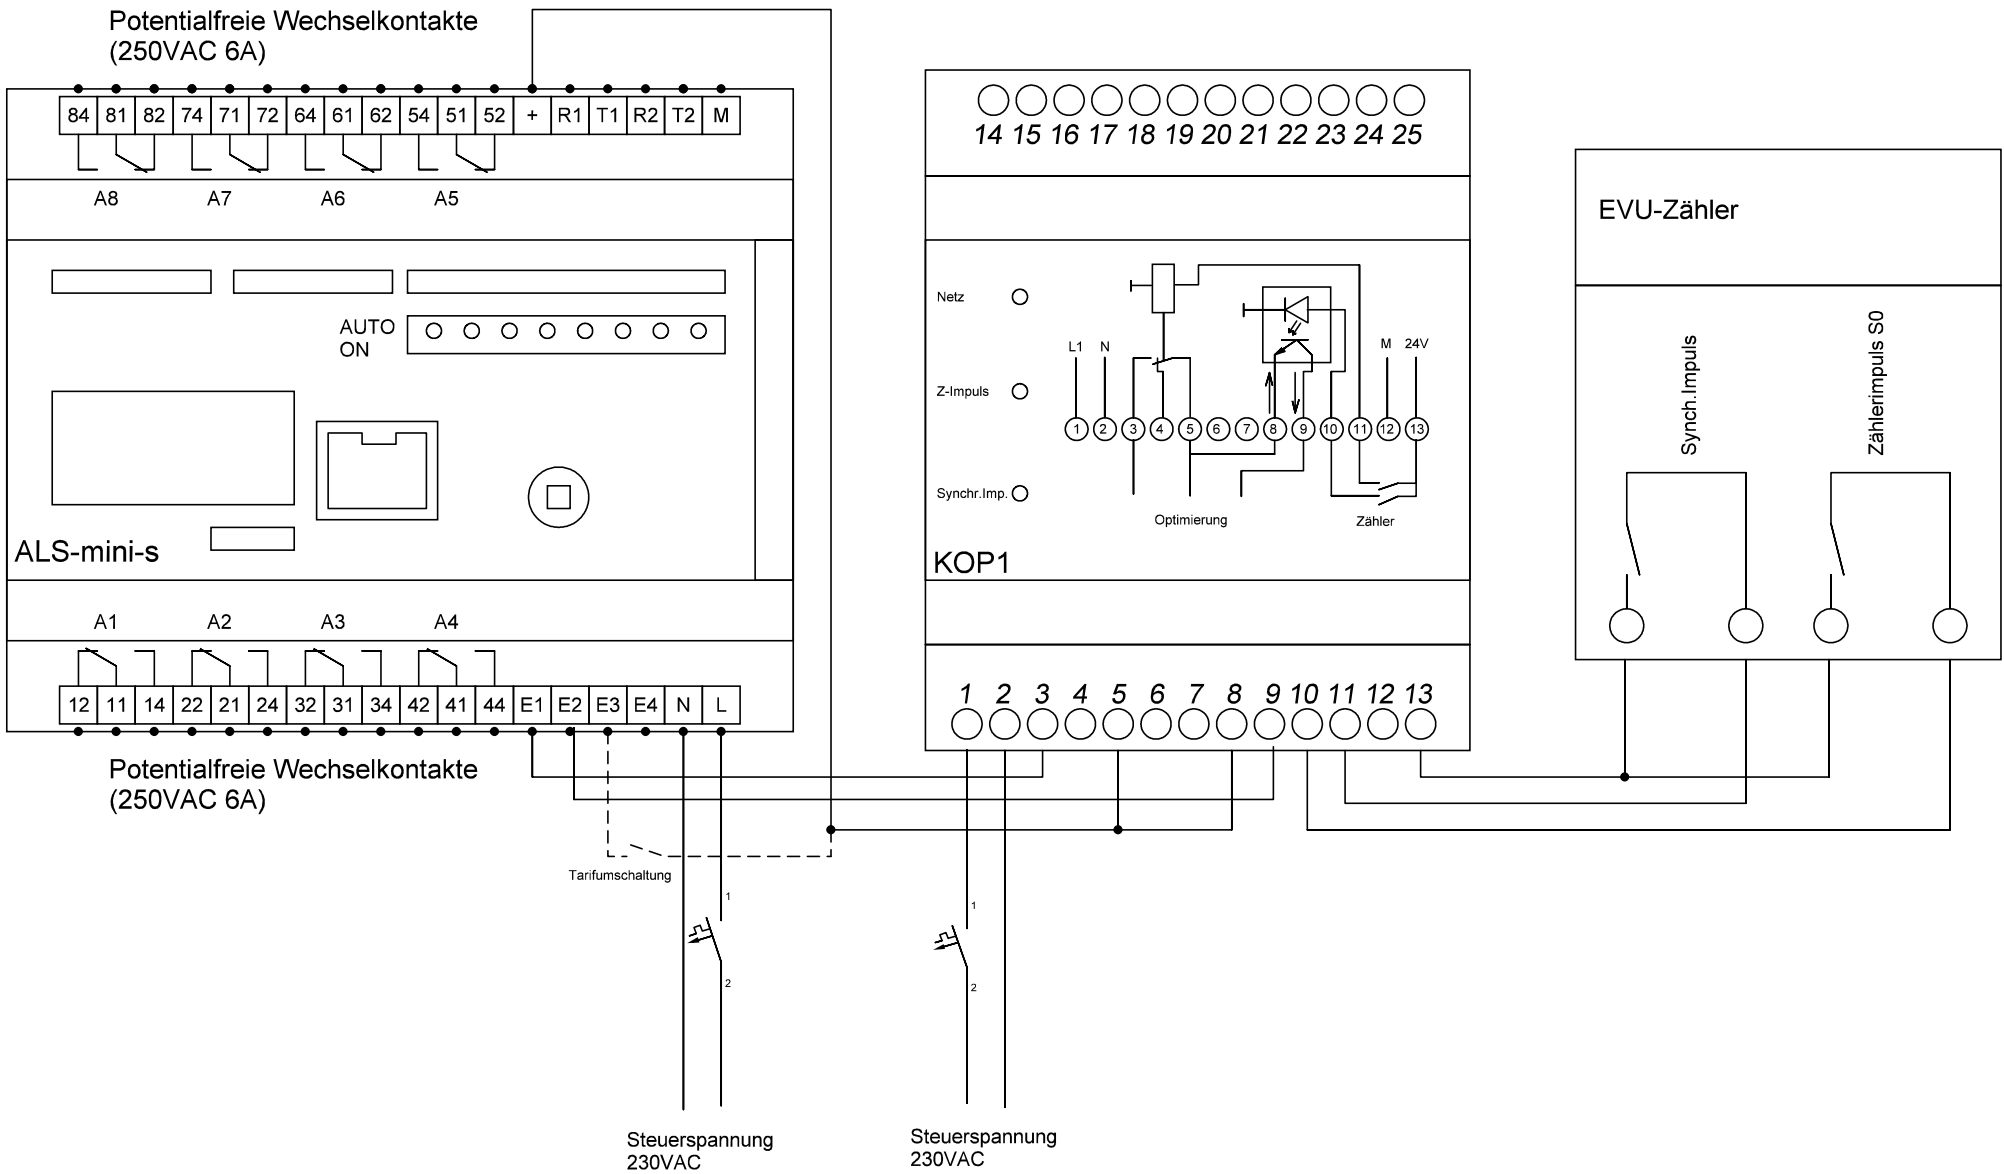 Potentialfreie Wechselkontakte
(250VAC 6A)
84 81 82 74 71 72 64 61 62 54 51 52 + R1 T1 R2 T2 M
A8 A7 A6 A5
AUTO
ON
ALS-mini-s
A1 A2 A3 A4
12 11 14 22 21 24 32 31 34 42 41 44 E1 E2 E3 E4 N L
Potentialfreie Wechselkontakte
(250VAC 6A)
Tarifumschaltung
1
2
Steuerspannung
230VAC
14 15 16 17 18 19 20 21 22 23 24 25
Netz
Z-Impuls
Synchr.Imp.
L1 N M 24V
1 2 3 4 5 6 7 8 9 10 11 12 13
Optimierung
Zähler
KOP1
1 2 3 4 5 6 7 8 9 10 11 12 13
1
2
Steuerspannung
230VAC
EVU-Zähler
Synch.Impuls
Zählerimpuls S0